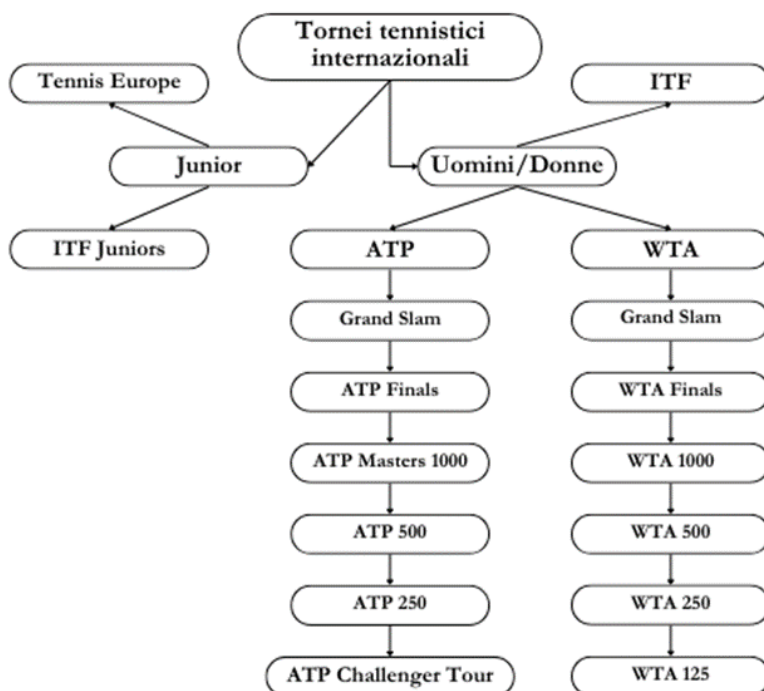 Tornei tennistici
internazionali
Tennis Europe
ITF
Junior
Uomini/Donne
ITF Juniors
ATP
WTA
Grand Slam
Grand Slam
ATP Finals
WTA Finals
ATP Masters 1000
WTA 1000
ATP 500
WTA 500
ATP 250
WTA 250
ATP Challenger Tour
WTA 125